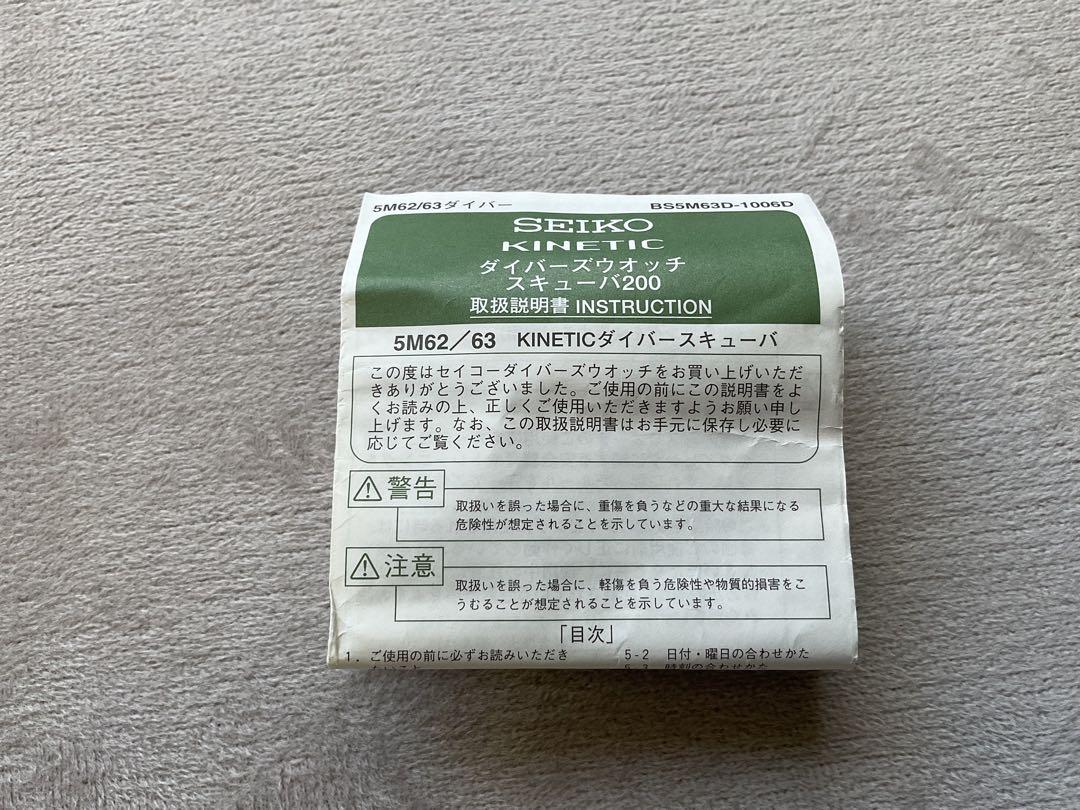 5M62/63ダイバー BS5M63D-1006D
SEIKO
KINETIC
ダイバーズウオッチ
スキューバ200
取扱説明書 INSTRUCTION
5M62/63 KINETICダイバースキューバ
この度はセイコーダイバーズウオッチをお買い上げいただ
きありがとうございました。ご使用の前にこの説明書をよ
くお読みの上、正しくご使用いただきますようお願い申し
上げます。なお、この取扱説明書はお手元に保存し必要に
応じてご覧ください。
⚠警告
取扱いを誤った場合に、重傷を負うなどの重大な結果になる
危険性が想定されることを示しています。
⚠注意
取扱いを誤った場合に、軽傷を負う危険性や物質的損害をこ
うむることが想定されることを示しています。
「目次」
1. ご使用の前に必ずお読みいただき
たいこと
5-2 日付・曜日の合わせかた
5-3 時刻の合わせかた